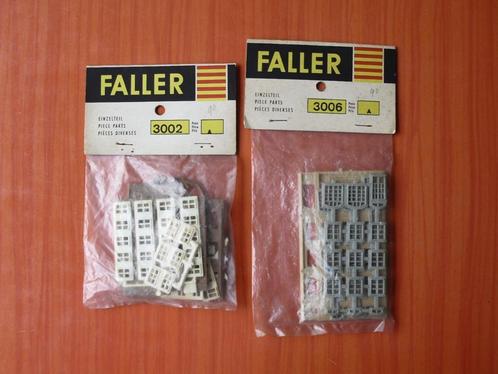 FALLER
EINZELTEIL
PIECE PARTS
PIÈCES DIVERSES
3002
FALLER
EINZELTEIL
PIECE PARTS
PIÈCES DIVERSES
3006